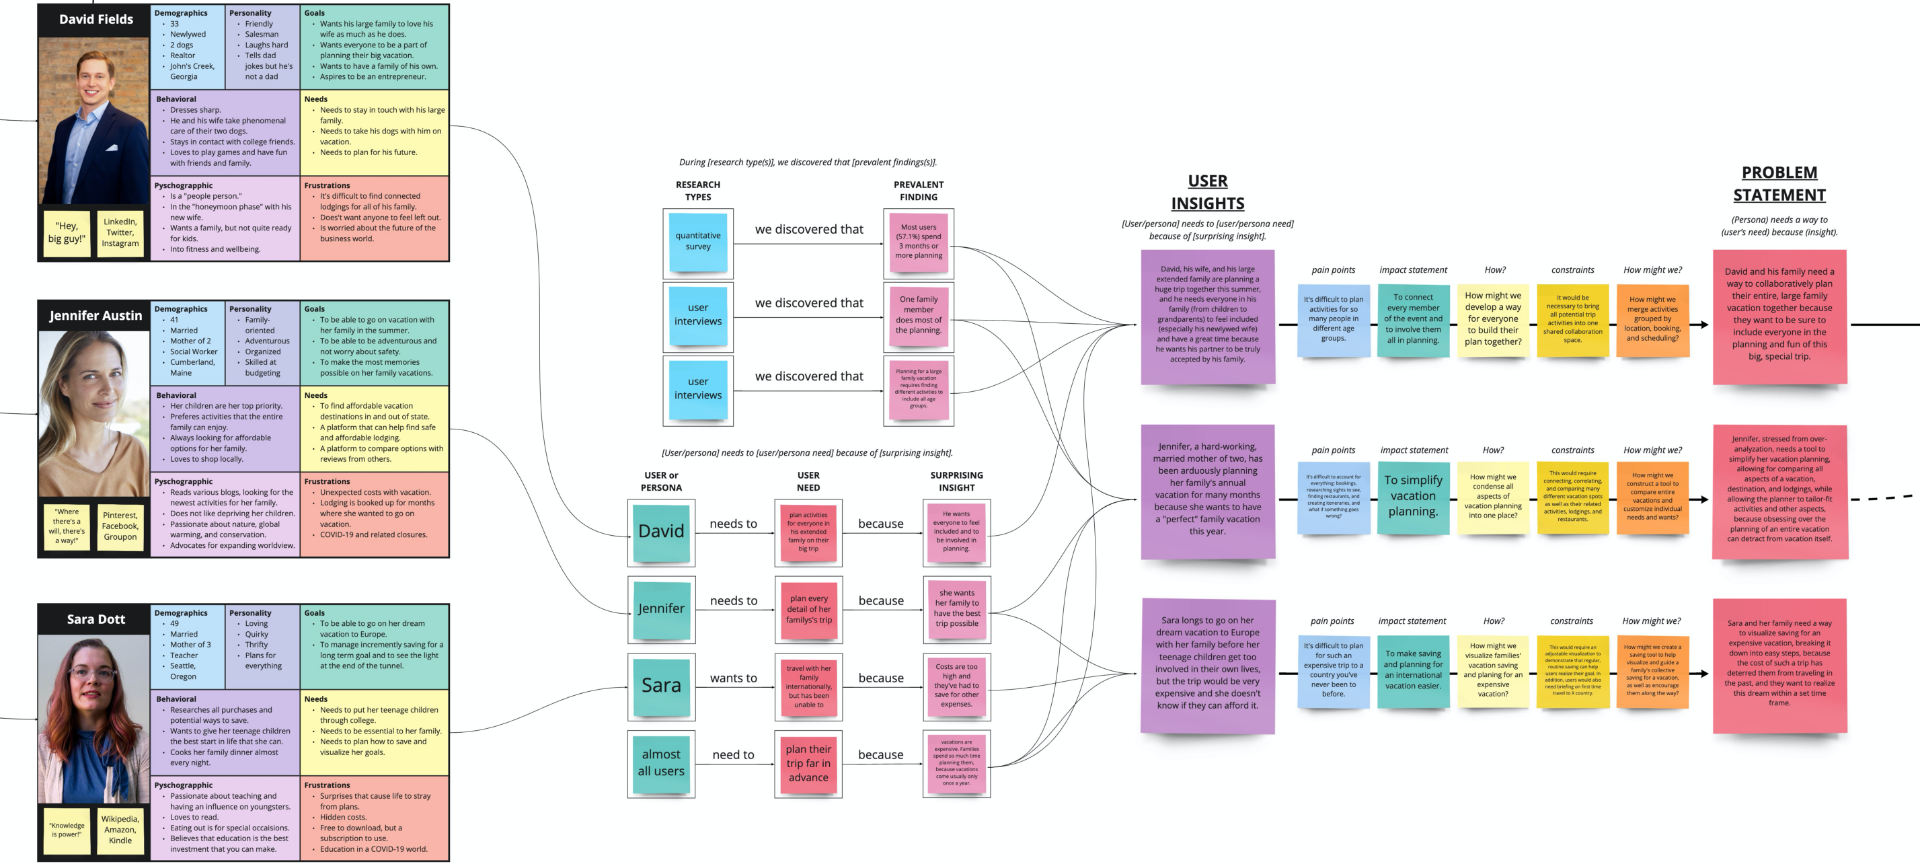 David Fields
Demographics
• 33
• Newlywed
• 2 dogs
• Realtor
• John's Creek,
Georgia
Personality
• Friendly
• Salesman
• Laughs hard
• Tells dad
jokes but he's
not a dad
Goals
• Wants his large family to love his
wife as much as he does.
• Wants everyone to be a part of
planning their big vacation.
• Wants to have a family of his own.
• Aspires to be an entrepreneur.
Behavioral
• Dresses sharp.
• He and his wife take phenomenal
care of their two dogs.
• Stays in contact with college friends.
• Loves to play games and have fun
with friends and family.
Needs
• Needs to stay in touch with his large
family.
• Needs to take his dogs with him on
vacation.
• Needs to plan for his future.
Pyschograpphic
• Is a "people person."
• In the "honeymoon phase" with his
new wife.
• Wants a family, but not quite ready
for kids.
• Into fitness and wellbeing.
Frustrations
• It's difficult to find connected
lodgings for all of his family.
• Does't want anyone to feel left out.
• Is worried about the future of the
business world.
"Hey,
big guy!"
LinkedIn,
Twitter,
Instagram
Jennifer Austin
Demographics
• 41
• Married
• Mother of 2
• Social Worker
• Cumberland,
Maine
Personality
• Family-
oriented
• Adventurous
• Organized
• Skilled at
budgeting
Goals
• To be able to go on vacation with
her family in the summer.
• To be able to be adventurous and
not worry about safety.
• To make the most memories
possible on her family vacations.
Behavioral
• Her children are her top priority.
• Preferes activities that the entire
family can enjoy.
• Always looking for affordable
options for her family.
• Loves to shop locally.
Needs
• To find affordable vacation
destinations in and out of state.
• A platform that can help find safe
and affordable lodging.
• A platform to compare options with
reviews from others.
Pyschographic
• Reads various blogs, looking for the
newest activities for her family.
• Does not like depriving her children.
• Passionate about nature, global
warming, and conservation.
• Advocates for expanding worldview.
Frustrations
• Unexpected costs with vacation.
• Lodging is booked up for months
where she wanted to go on
vacation.
• COVID-19 and related closures.
"Where
there's a
will, there's
a way!"
Pinterest,
Facebook,
Groupon
Sara Dott
Demographics
• 49
• Married
• Mother of 3
• Teacher
• Seattle,
Oregon
Personality
• Loving
• Quirky
• Thrifty
• Plans for
everything
Goals
• To be able to go on her dream
vacation to Europe.
• To manage incremently saving for a
long term goal and to see the light
at the end of the tunnel.
Behavioral
• Researches all purchases and
potential ways to save.
• Wants to give her teenage children
the best start in life that she can.
• Cooks her family dinner almost
every night.
Needs
• Needs to put her teenage children
through college.
• Needs to be essential to her family.
• Needs to plan how to save and
visualize her goals.
Pyschographic
• Passionate about teaching and
having an influence on youngsters.
• Loves to read.
• Eating out is for special occaisions.
• Believes that education is the best
investment that you can make.
Frustrations
• Surprises that cause life to stray
from plans.
• Hidden costs.
• Free to download, but a
subscription to use.
• Education in a COVID-19 world.
"Knowledge
is power!"
Wikipedia,
Amazon,
Kindle
During [research type(s)], we discovered that [prevalent findings(s)].
RESEARCH
TYPES
PREVALENT
FINDING
quantitative
survey
we discovered that
Most users
(57.1%) spend
3 months or
more planning
user
interviews
we discovered that
One family
member
does most of
the planning.
user
interviews
we discovered that
Planning for a large
family vacation
requires finding
different activities to
include all age
groups.
[User/persona] needs to [user/persona need] because of [surprising insight].
USER or
PERSONA
USER
NEED
SURPRISING
INSIGHT
David
needs to
plan activities
for everyone in
his extended
family on their
big trip
because
He wants
everyone to feel
included and to
be involved in
planning.
Jennifer
needs to
plan every
detail of her
familys's trip
because
she wants
her family to
have the best
trip possible
Sara
wants to
travel with her
family
internationally,
but has been
unable to
because
Costs are too
high and
they've had to
save for other
expenses.
almost
all users
need to
plan their
trip far in
advance
because
vacations are
expensive. Families
spend so much time
planning them,
because vacations
come usually only
once a year.
USER
INSIGHTS
[User/persona] needs to [user/persona need]
because of [surprising insight].
David, his wife, and his large
extended family are planning a
huge trip together this summer,
and he needs everyone in his
family (from children to
grandparents) to feel included
(especially his newlywed wife)
and have a great time because
he wants his partner to be truly
accepted by his family.
pain points
It's difficult to plan
activities for so
many people in
different age
groups.
impact statement
To connect
every member
of the event and
to involve them
all in planning.
How?
How might we
develop a way
for everyone
to build their
plan together?
constraints
It would be
necessary to bring
all potential trip
activities into one
shared collaboration
space.
How might we?
How might we
merge activities
grouped by
location, booking,
and scheduling?
PROBLEM
STATEMENT
(Persona) needs a way to
(user's need) because (insight).
David and his family need a
way to collaboratively plan
their entire, large family
vacation together because
they want to be sure to
include everyone in the
planning and fun of this
big, special trip.
Jennifer, a hard-working,
married mother of two, has
been arduously planning
her family's annual
vacation for many months
because she wants to have
a "perfect" family vacation
this year.
pain points
It's difficult to account for
everything: bookings,
researching sights to see,
finding restaurants, and
creating itineraries, and
what if something goes
wrong?
impact statement
To simplify
vacation
planning.
How?
How might we
condense all
aspects of
vacation planning
into one place?
constraints
This would require
connecting, correlating,
and comparing many
different vacation spots
as well as their related
activities, lodgings, and
restaurants.
How might we?
How might we
construct a tool to
compare entire
vacations and
customize individual
needs and wants?
Jennifer, stressed from over-
analyzation, needs a tool to
simplify her vacation planning,
allowing for comparing all
aspects of a vacation,
destination, and lodgings, while
allowing the planner to tailor-fit
activities and other aspects,
because obsessing over the
planning of an entire vacation
can detract from vacation itself.
Sara longs to go on her
dream vacation to Europe
with her family before her
teenage children get too
involved in their own lives,
but the trip would be very
expensive and she doesn't
know if they can afford it.
pain points
It's difficult to plan
for such an
expensive trip to a
country you've
never been to
before.
impact statement
To make saving
and planning for
an international
vacation easier.
How?
How might we
visualize families'
vacation saving
and planing for an
expensive
vacation?
constraints
This would require an
adjustable visualization to
demonstrate that regular,
routine saving can help
users realize their goal. In
addition, users would also
need briefing on first time
travel to X country.
How might we?
How might we create a
saving tool to help
visualize and guide a
family's collective
saving for a vacation,
as well as encourage
them along the way?
Sara and her family need a way
to visualize saving for an
expensive vacation, breaking it
down into easy steps, because
the cost of such a trip has
deterred them from traveling in
the past, and they want to realize
this dream within a set time
frame.